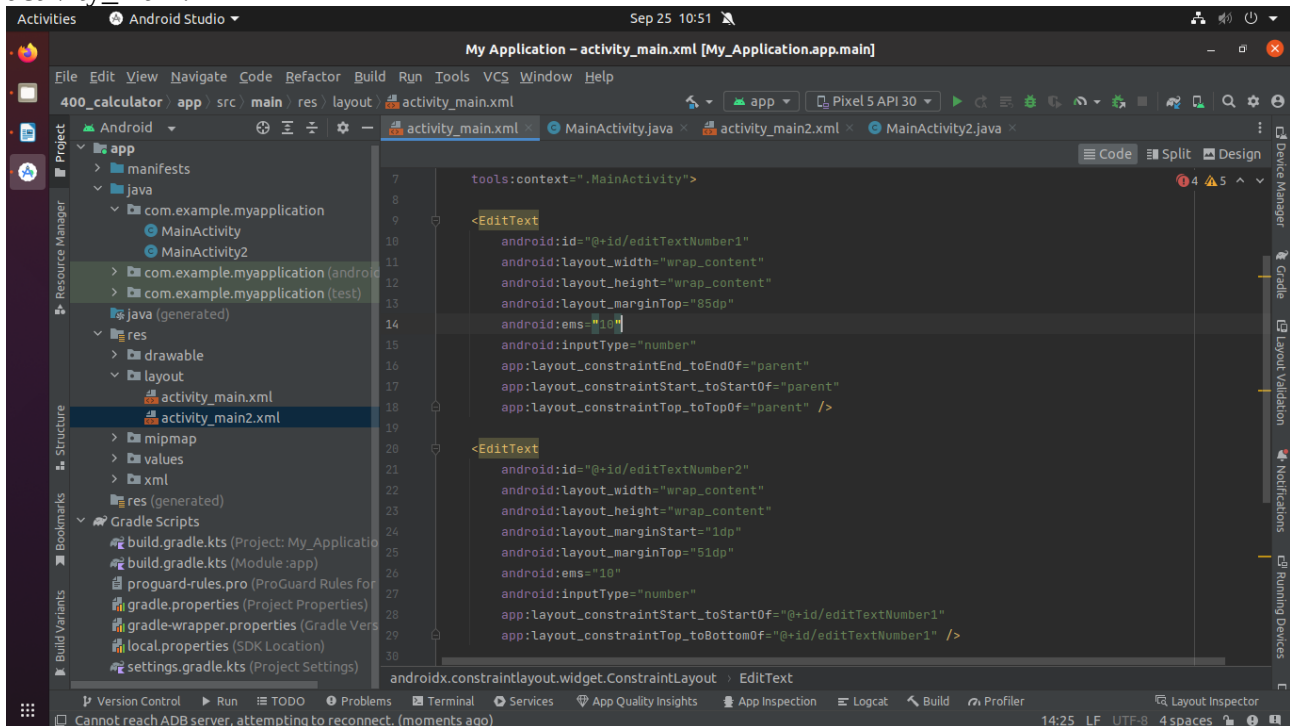 Activities Android Studio Sep 25 10:51
My Application – activity_main.xml [My_Application.app.main]
File Edit View Navigate Code Refactor Build Run Tools VCS Window Help
400_calculator app src main res layout activity_main.xml app Pixel 5 API 30
Android activity_main.xml MainActivity.java activity_main2.xml MainActivity2.java
Code Split Design
app
manifests
java
com.example.myapplication
MainActivity
MainActivity2
com.example.myapplication (android
com.example.myapplication (test)
java (generated)
res
drawable
layout
activity_main.xml
activity_main2.xml
mipmap
values
xml
res (generated)
Gradle Scripts
build.gradle.kts (Project: My_Applicatio
build.gradle.kts (Module :app)
proguard-rules.pro (ProGuard Rules for
gradle.properties (Project Properties)
gradle-wrapper.properties (Gradle Vers
local.properties (SDK Location)
settings.gradle.kts (Project Settings)
7 tools:context=".MainActivity">
4 5
8
9 <EditText
10 android:id="@+id/editTextNumber1"
11 android:layout_width="wrap_content"
12 android:layout_height="wrap_content"
13 android:layout_marginTop="85dp"
14 android:ems="10"
15 android:inputType="number"
16 app:layout_constraintEnd_toEndOf="parent"
17 app:layout_constraintStart_toStartOf="parent"
18 app:layout_constraintTop_toTopOf="parent" />
19
20 <EditText
21 android:id="@+id/editTextNumber2"
22 android:layout_width="wrap_content"
23 android:layout_height="wrap_content"
24 android:layout_marginStart="1dp"
25 android:layout_marginTop="51dp"
26 android:ems="10"
27 android:inputType="number"
28 app:layout_constraintStart_toStartOf="@+id/editTextNumber1"
29 app:layout_constraintTop_toBottomOf="@+id/editTextNumber1" />
30
androidx.constraintlayout.widget.ConstraintLayout EditText
Project
Resource Manager
Structure
Bookmarks
Build Variants
Device Manager
Gradle
Layout Validation
Notifications
Running Devices
Version Control Run TODO Problems Terminal Services App Quality Insights App Inspection Logcat Build Profiler Layout Inspector
Cannot reach ADB server, attempting to reconnect. (moments ago) 14:25 LF UTF-8 4 spaces